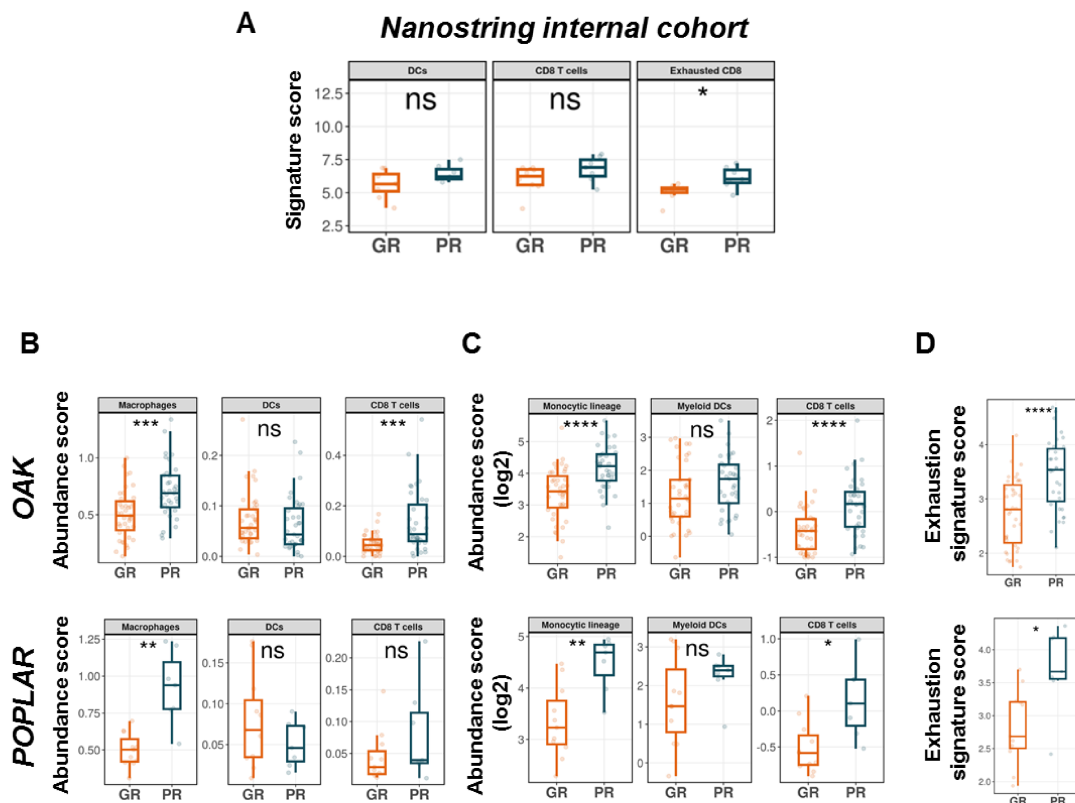 A
Nanostring internal cohort
DCs
CD8 T cells
Exhausted CD8
Signature score
12.5
10.0
7.5
5.0
2.5
ns
ns
*
GR PR
GR PR
GR PR
B
C
D
OAK
Abundance score
Macrophages
DCs
CD8 T cells
***
ns
***
1.0
0.5
0.2
0.1
0.0
0.2
0.1
0.0
GR PR
GR PR
GR PR
Abundance score
(log2)
Monocytic lineage
Myeloid DCs
CD8 T cells
****
ns
****
5
4
3
2
3
2
1
0
2
1
0
-1
GR PR
GR PR
GR PR
Exhaustion
signature score
****
4
3
2
GR PR
POPLAR
Abundance score
Macrophages
DCs
CD8 T cells
**
ns
ns
1.25
1.00
0.75
0.50
0.15
0.10
0.05
0.20
0.15
0.10
0.05
GR PR
GR PR
GR PR
Abundance score
(log2)
Monocytic lineage
Myeloid DCs
CD8 T cells
**
ns
*
5
4
3
3
2
1
0
1.0
0.5
0.0
-0.5
GR PR
GR PR
GR PR
Exhaustion
signature score
*
4.0
3.5
3.0
2.5
2.0
GR PR